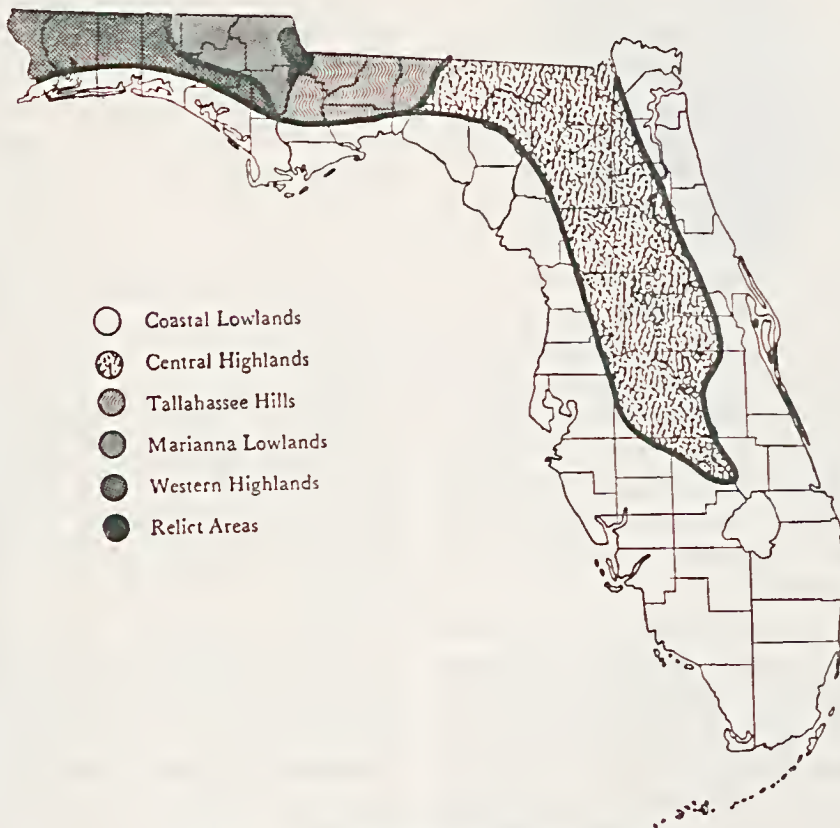 Coastal Lowlands
Central Highlands
Tallahassee Hills
Marianna Lowlands
Western Highlands
Relict Areas